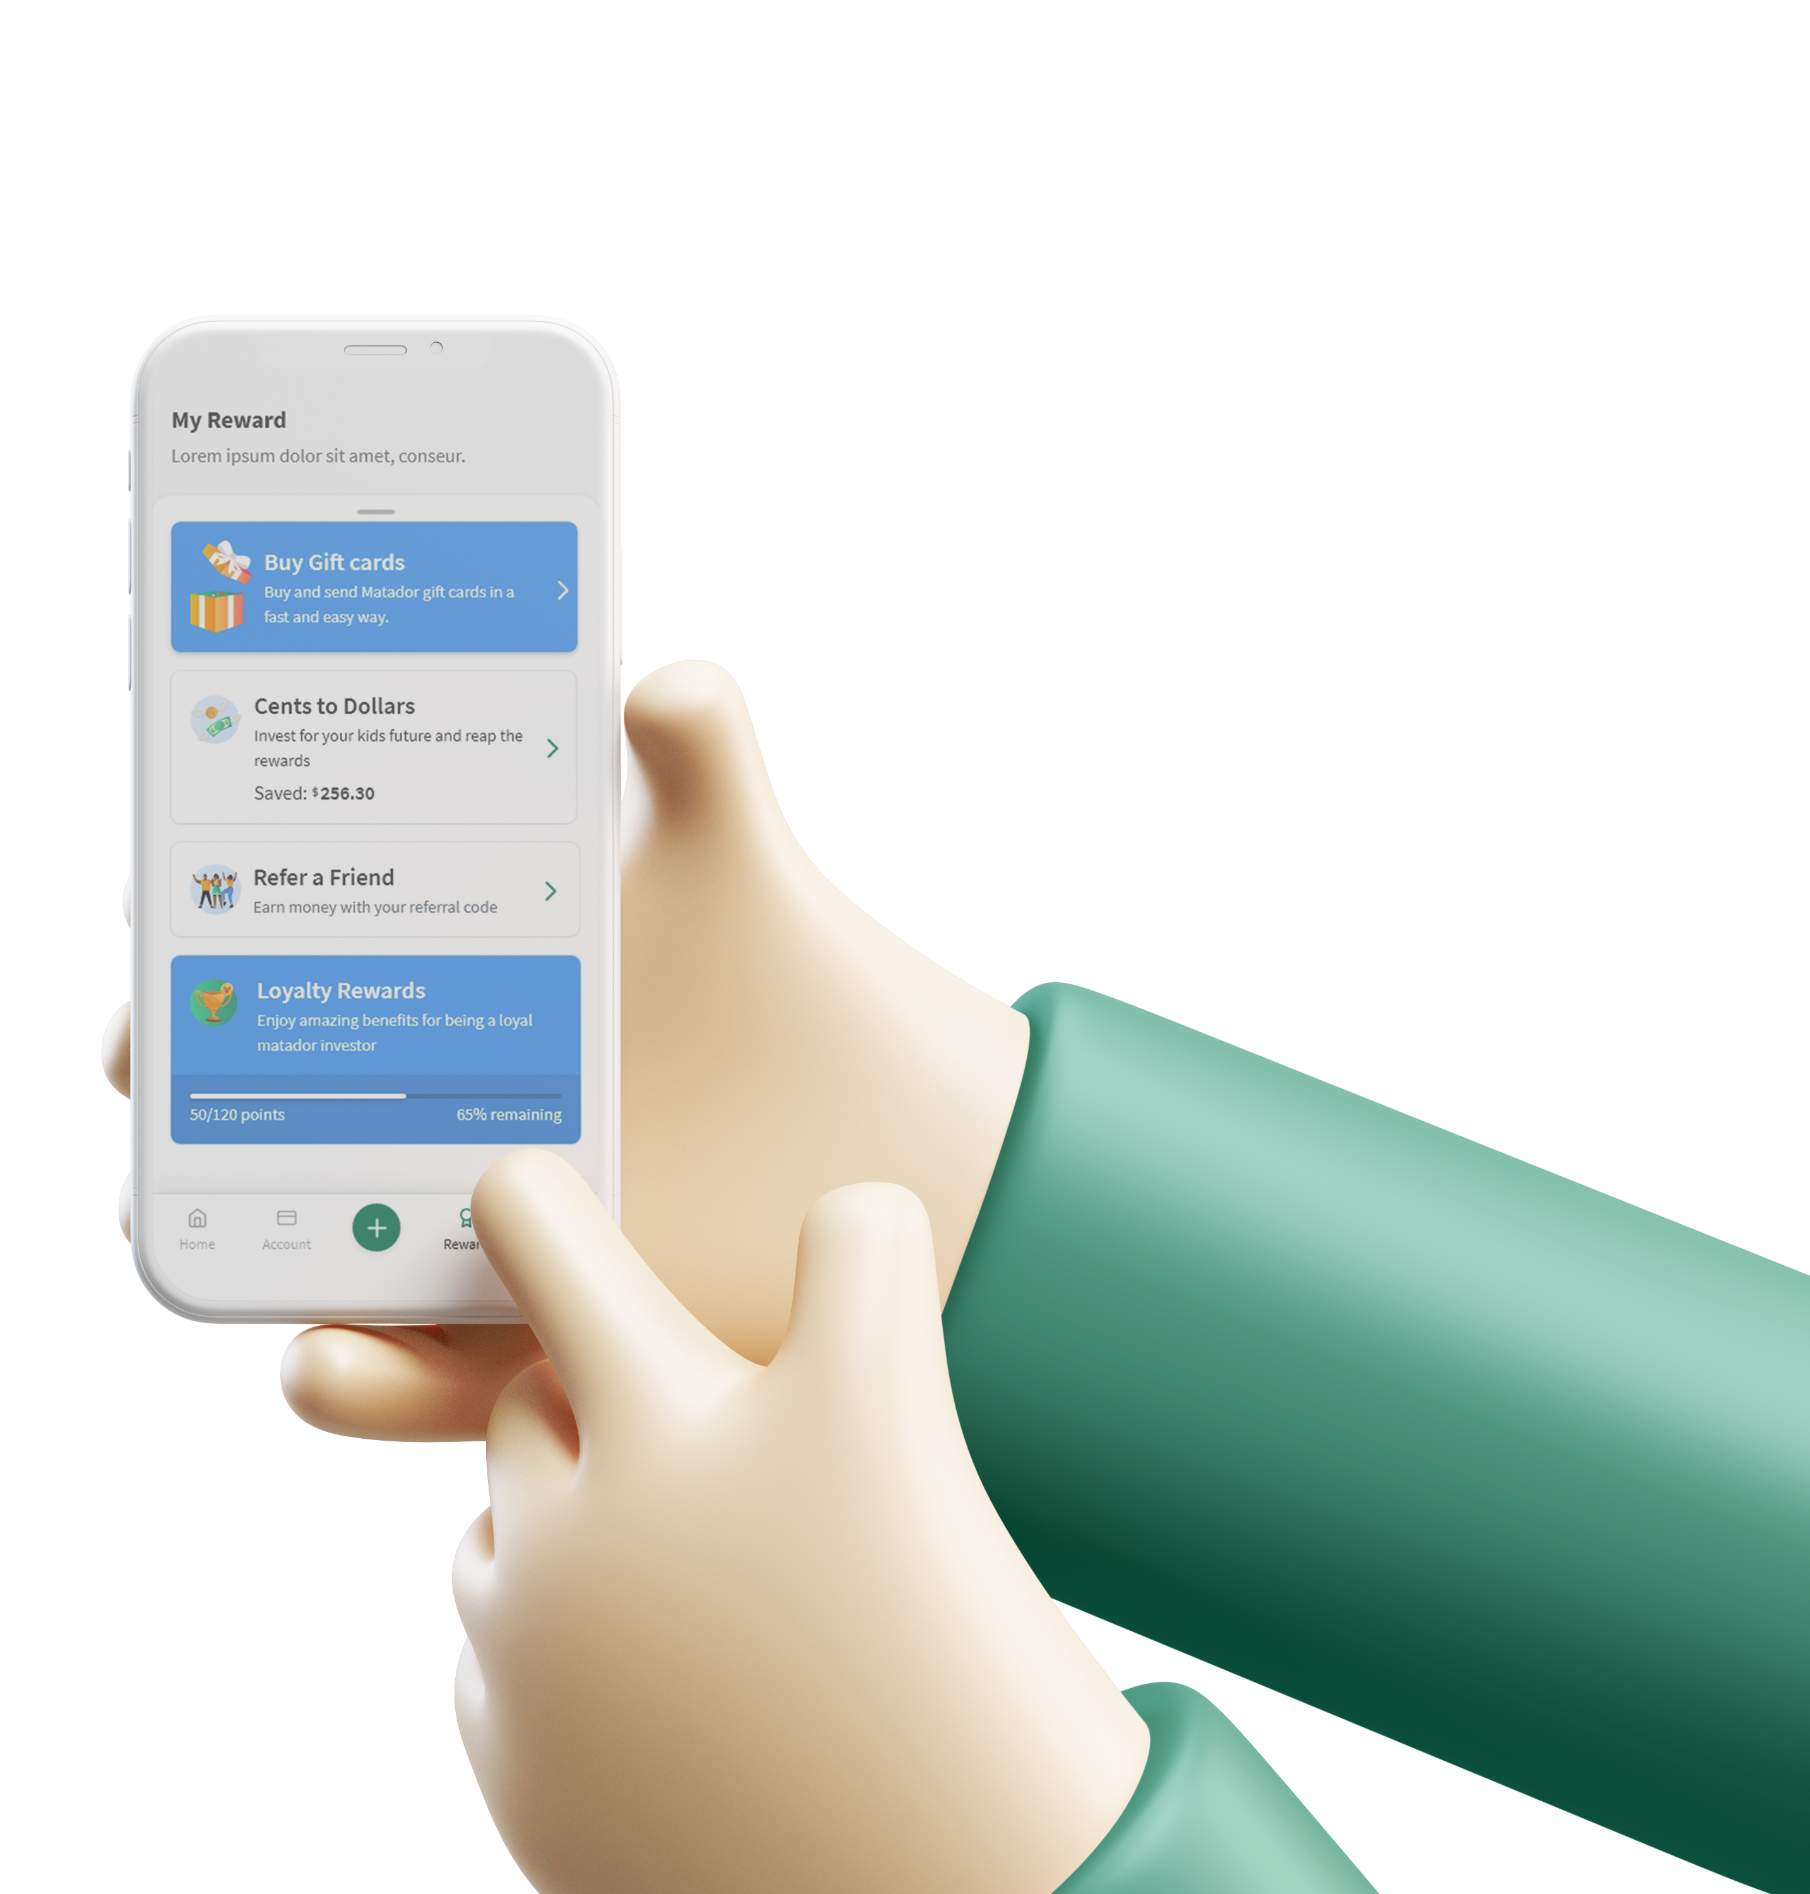 My Reward
Lorem ipsum dolor sit amet, conseur.
Buy Gift cards
Buy and send Matador gift cards in a
fast and easy way.
Cents to Dollars
Invest for your kids future and reap the
rewards
Saved: $256.30
Refer a Friend
Earn money with your referral code
Loyalty Rewards
Enjoy amazing benefits for being a loyal
matador investor
50/120 points 65% remaining
Home Account